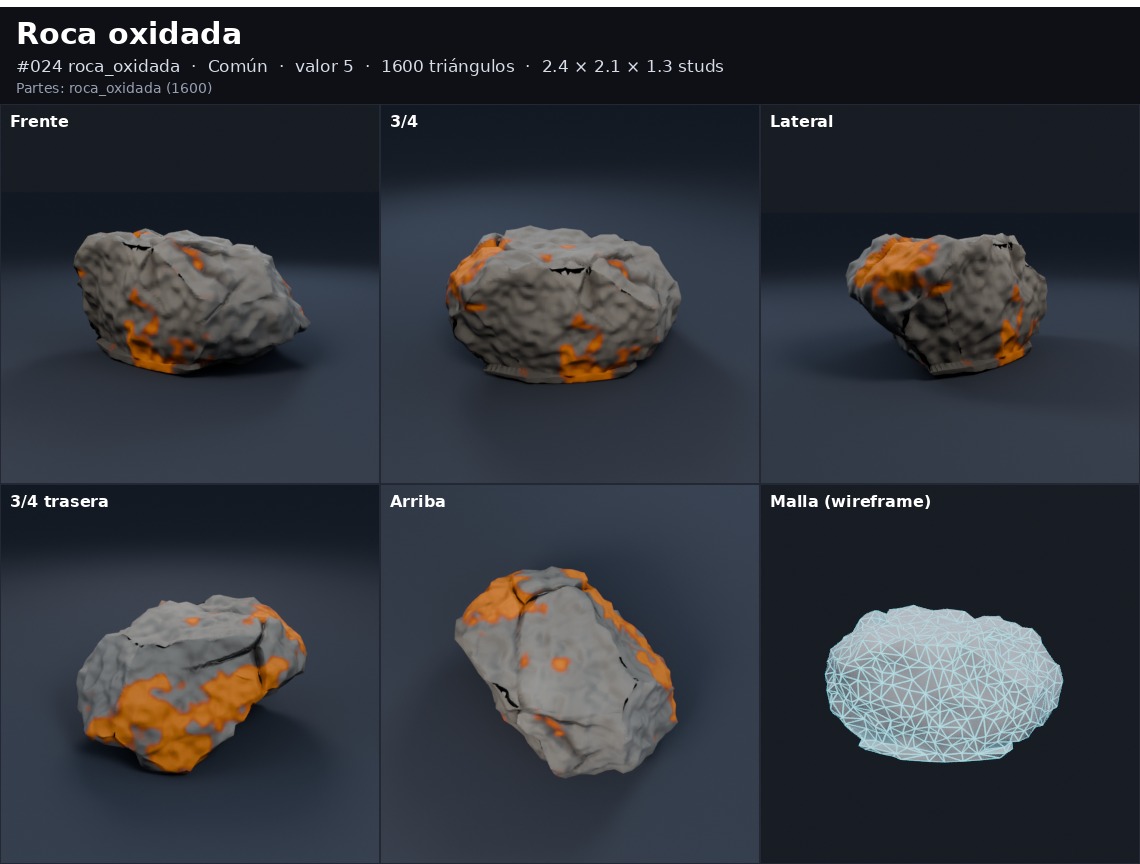 Roca oxidada
#024 roca_oxidada · Común · valor 5 · 1600 triángulos · 2.4 × 2.1 × 1.3 studs
Partes: roca_oxidada (1600)
Frente
3/4
Lateral
3/4 trasera
Arriba
Malla (wireframe)